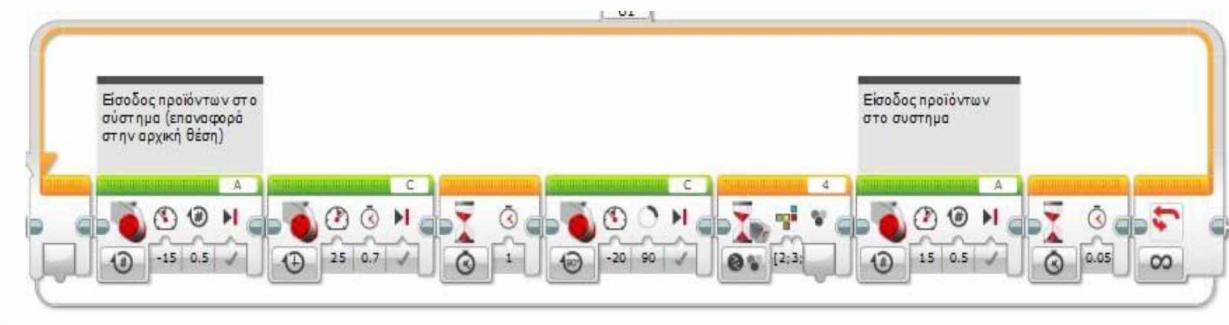 01
Είσοδος προϊόντων στο
σύστημα (επαναφορά
στην αρχική θέση)
Είσοδος προϊόντων
στο συστημα
A C C 4 A
# # 
-15 0.5 25 0.7 1 -20 90 [2;3; 15 0.5 0.05 ∞